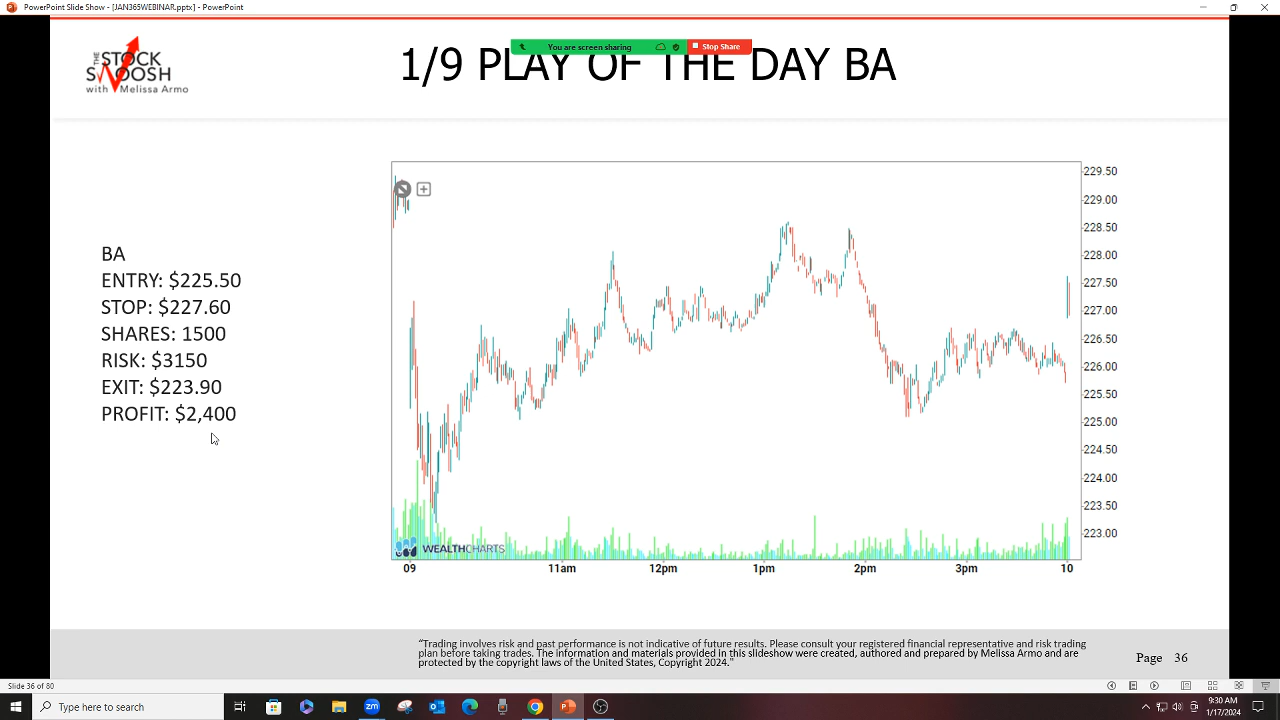 PowerPoint Slide Show - [JAN365WEBINAR.pptx] - PowerPoint
You are screen sharing
Stop Share
THE STOCK
SWOOSH
with Melissa Armo
1/9 PLAY OF THE DAY BA
BA
ENTRY: $225.50
STOP: $227.60
SHARES: 1500
RISK: $3150
EXIT: $223.90
PROFIT: $2,400
229.50
229.00
228.50
228.00
227.50
227.00
226.50
226.00
225.50
225.00
224.50
224.00
223.50
223.00
WEALTHCHARTS
09 11am 12pm 1pm 2pm 3pm 10
"Trading involves risk and past performance is not indicative of future results. Please consult your registered financial representative and risk trading
plan before taking trades. The information and materials provided in this slideshow were created, authored and prepared by Melissa Armo and are
protected by the copyright laws of the United States, Copyright 2024."
Page 36
Slide 36 of 80
Type here to search
9:30 AM
1/17/2024